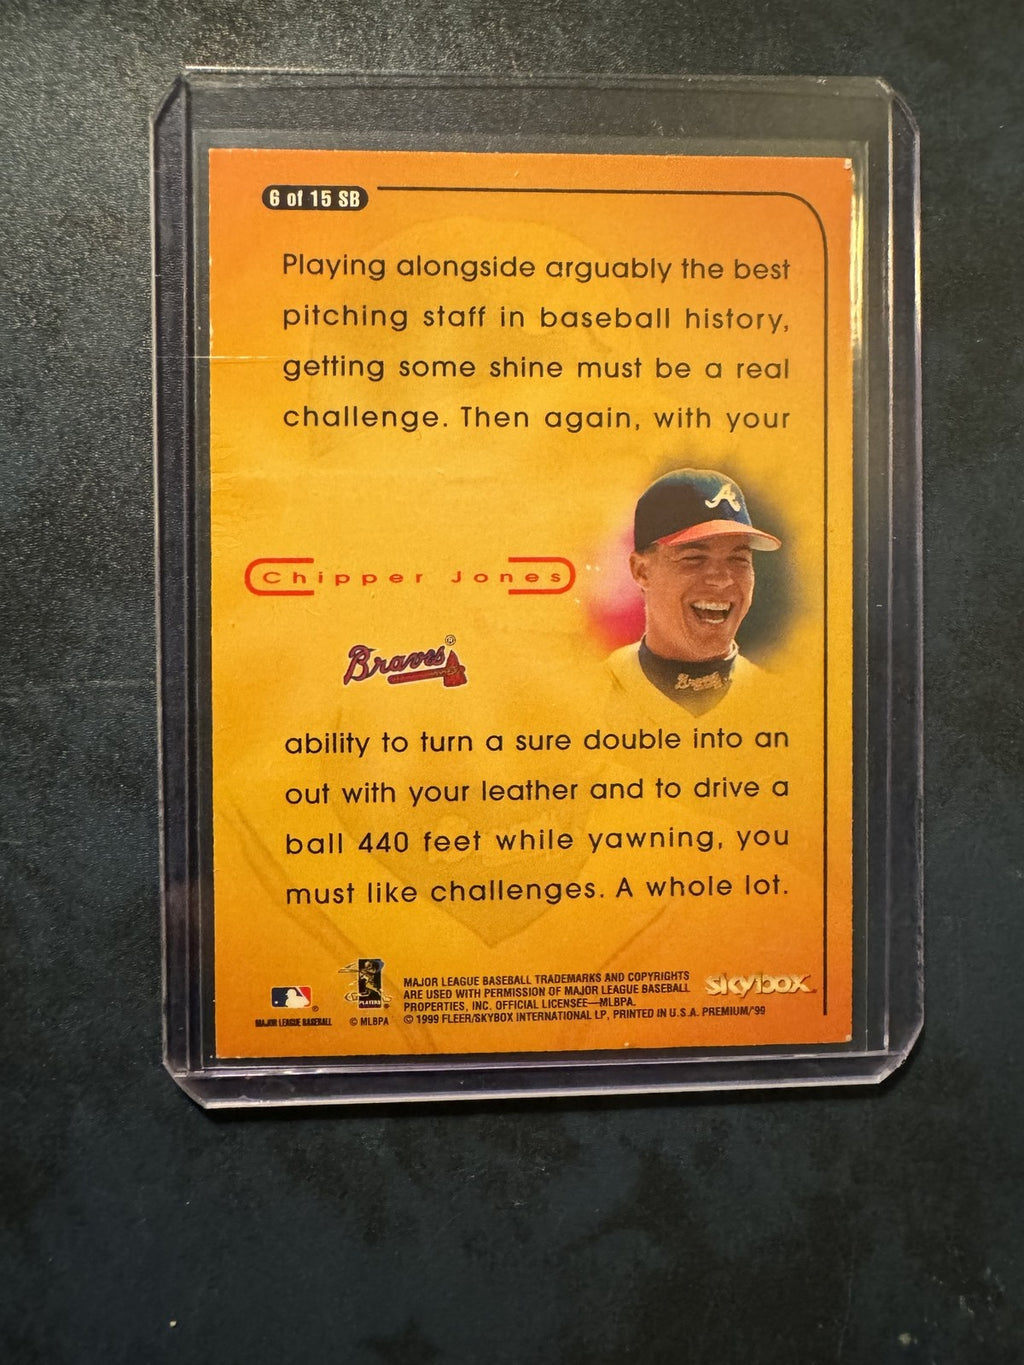 6 of 15 SB
Playing alongside arguably the best
pitching staff in baseball history,
getting some shine must be a real
challenge. Then again, with your
A
Chipper Jones
Braves®
Braves
ability to turn a sure double into an
out with your leather and to drive a
ball 440 feet while yawning, you
must like challenges. A whole lot.
MAJOR LEAGUE BASEBALL
PLAYERS
© MLBPA
MAJOR LEAGUE BASEBALL TRADEMARKS AND COPYRIGHTS
ARE USED WITH PERMISSION OF MAJOR LEAGUE BASEBALL
PROPERTIES, INC. OFFICIAL LICENSEE—MLBPA.
© 1999 FLEER/SKYBOX INTERNATIONAL LP, PRINTED IN U.S.A. PREMIUM/'99
skybox